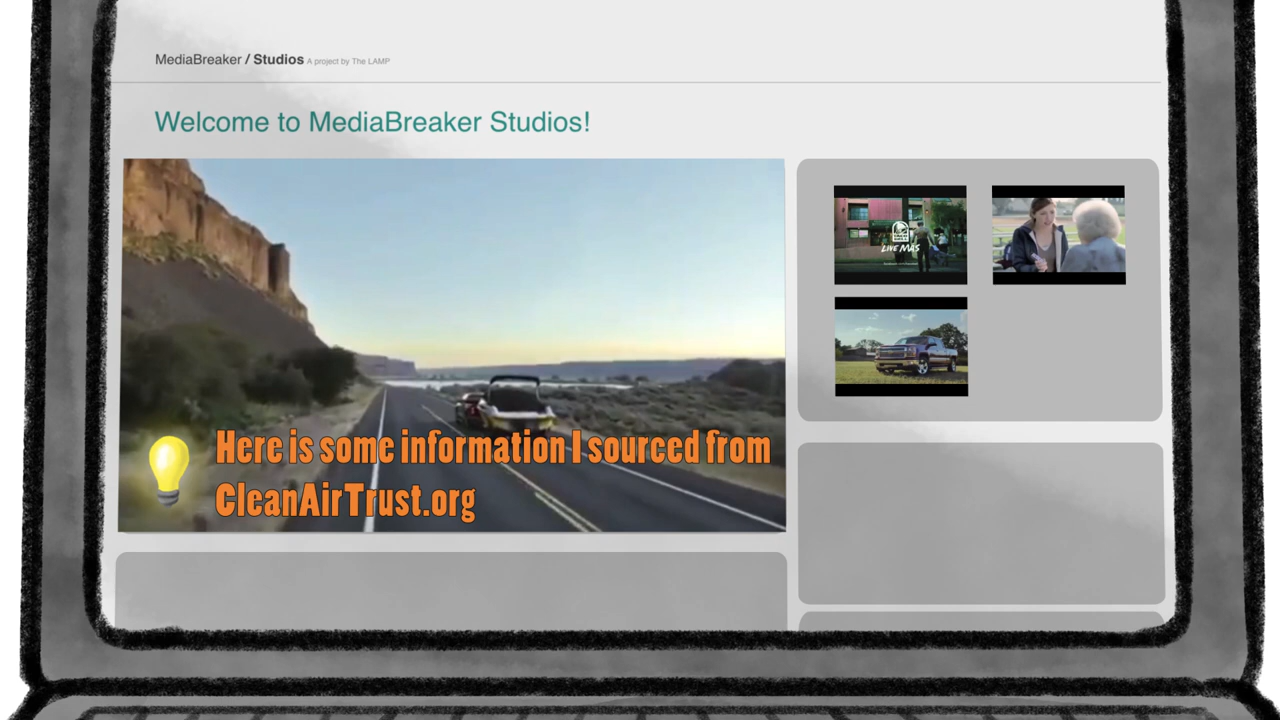 MediaBreaker / Studios A project by The LAMP
Welcome to MediaBreaker Studios!
LIVE MÁS
Here is some information I sourced from
CleanAirTrust.org